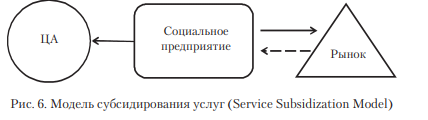 ЦА
Социальное
предприятие
Рынок
Рис. 6. Модель субсидирования услуг (Service Subsidization Model)